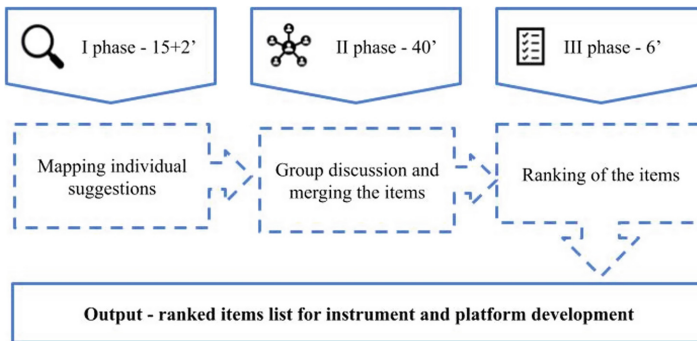 I phase - 15+2’
II phase - 40’
III phase - 6’
Mapping individual
suggestions
Group discussion and
merging the items
Ranking of the items
Output - ranked items list for instrument and platform development